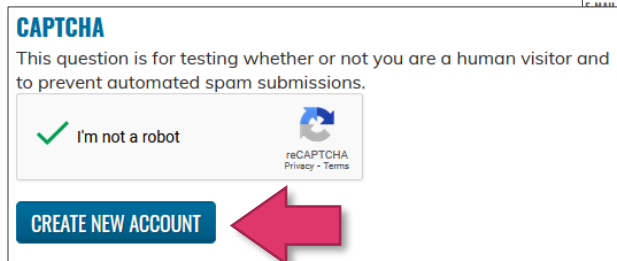 E-MAIL
CAPTCHA
This question is for testing whether or not you are a human visitor and
to prevent automated spam submissions.
I'm not a robot
reCAPTCHA
Privacy - Terms
CREATE NEW ACCOUNT